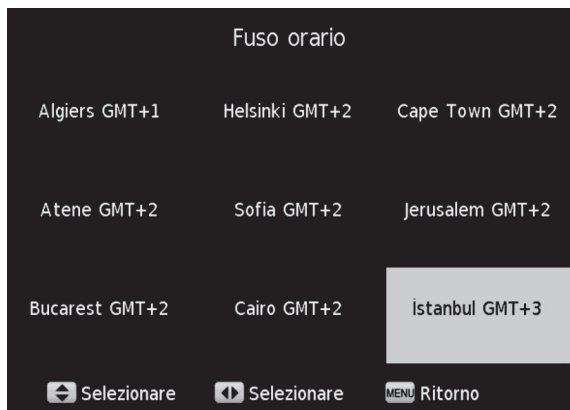 Fuso orario
Algiers GMT+1 Helsinki GMT+2 Cape Town GMT+2
Atene GMT+2 Sofia GMT+2 Jerusalem GMT+2
Bucarest GMT+2 Cairo GMT+2 İstanbul GMT+3
Selezionare Selezionare MENU Ritorno